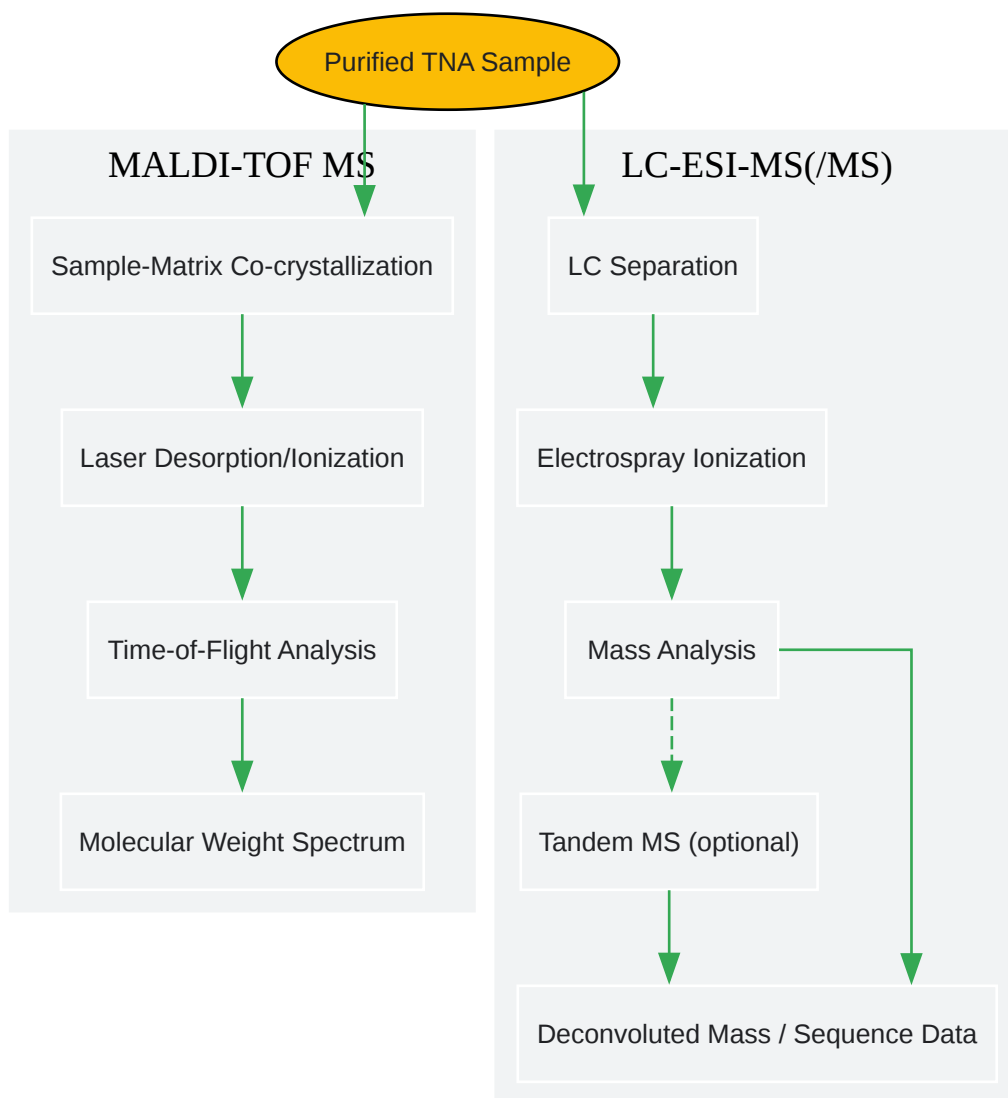 Purified TNA Sample
MALDI-TOF MS
Sample-Matrix Co-crystallization
Laser Desorption/Ionization
Time-of-Flight Analysis
Molecular Weight Spectrum
LC-ESI-MS(/MS)
LC Separation
Electrospray Ionization
Mass Analysis
Tandem MS (optional)
Deconvoluted Mass / Sequence Data